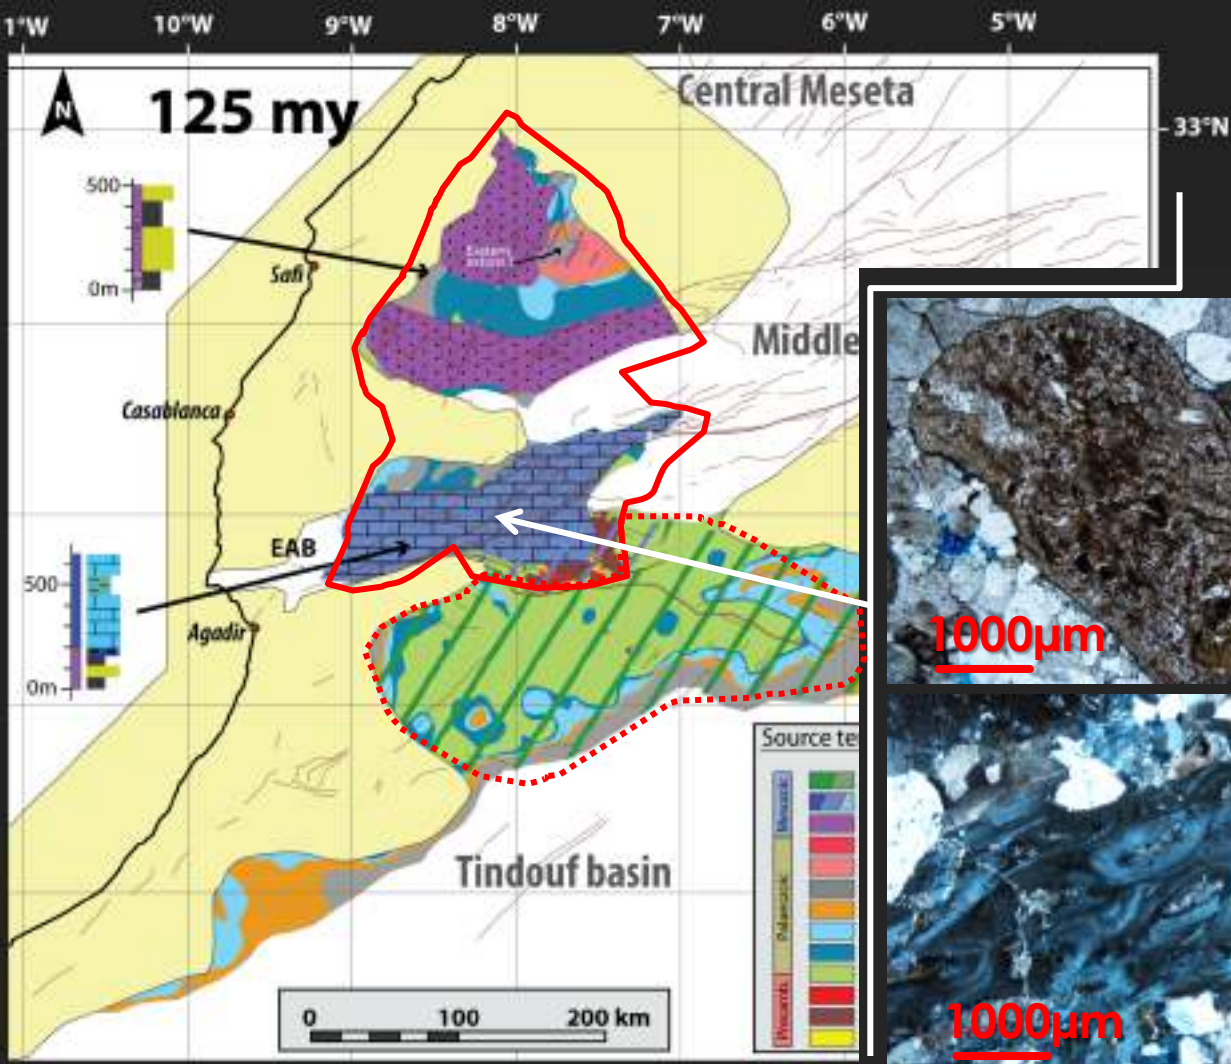 1°W 10°W 9°W 8°W 7°W 6°W 5°W
N
125 my
Central Meseta
33°N
500
0m
Safi
Middle
Casablanca
EAB
500
0m
Agadir
1000µm
Source te
Mesozoic
Palaeozoic
Precamb.
Tindouf basin
0 100 200 km
1000µm